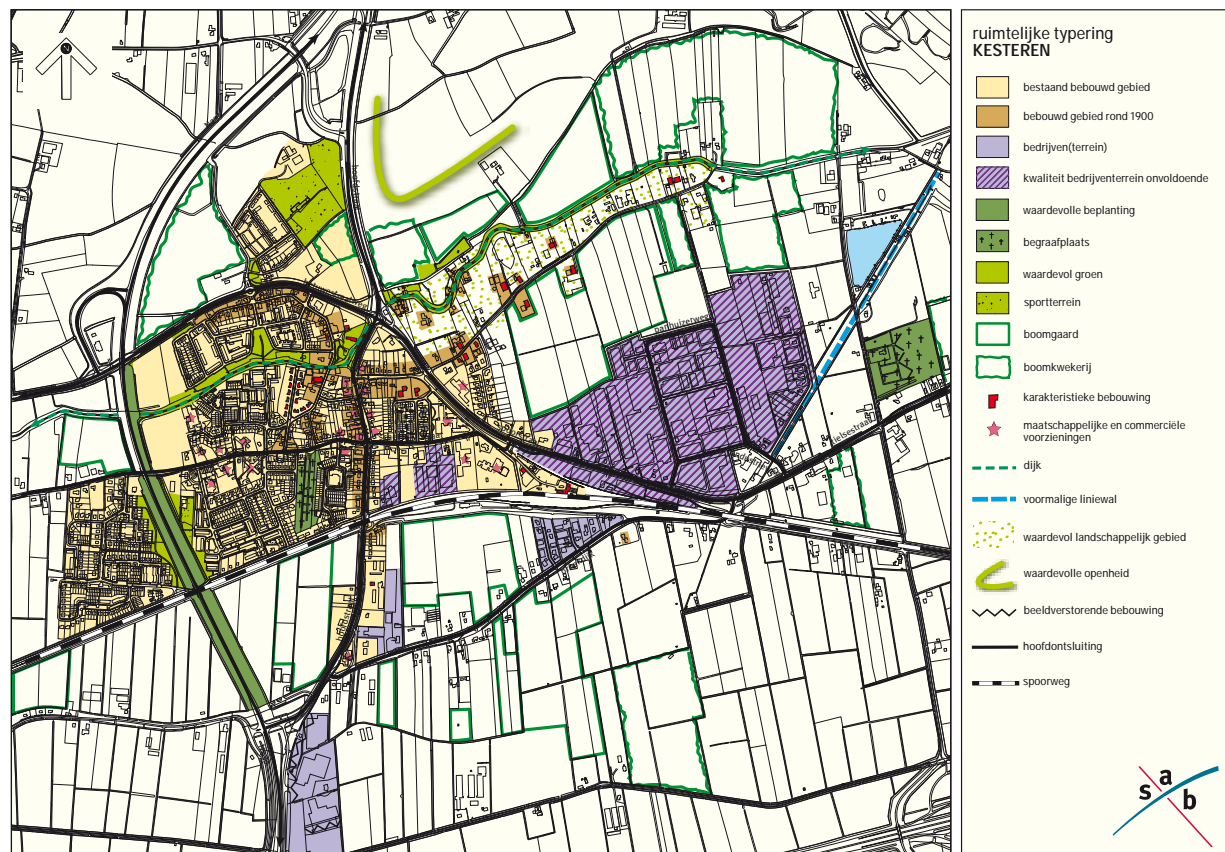 ruimtelijke typering
KESTEREN
bestaand bebouwd gebied
bebouwd gebied rond 1900
bedrijven(terrein)
kwaliteit bedrijventerrein onvoldoende
waardevolle beplanting
begraafplaats
waardevol groen
sportterrein
boomgaard
boomkwekerij
karakteristieke bebouwing
maatschappelijke en commerciële
voorzieningen
dijk
voormalige liniewal
waardevol landschappelijk gebied
waardevolle openheid
beeldverstorende bebouwing
hoofdontsluiting
spoorweg
s a b